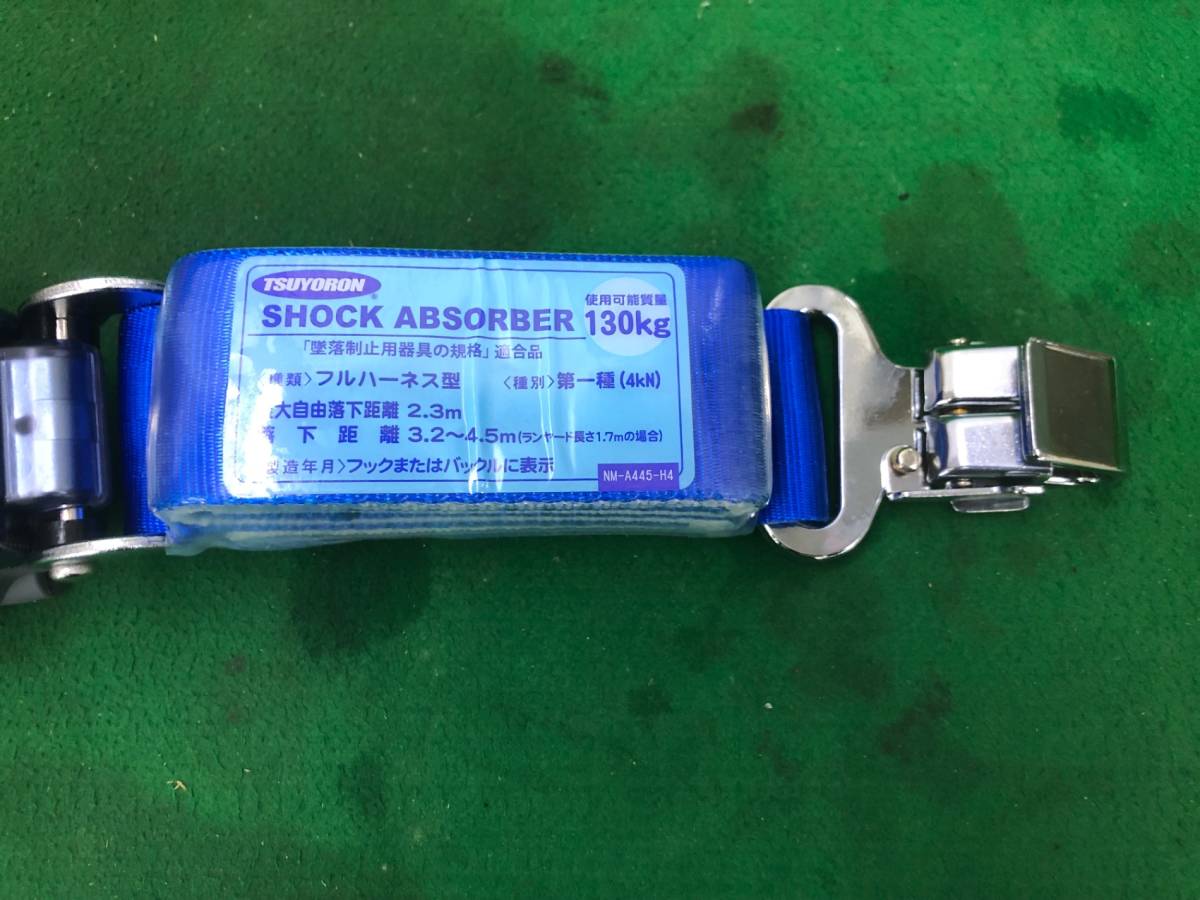 TSUYORON
SHOCK ABSORBER
使用可能質量
130kg
「墜落制止用器具の規格」適合品
類〉フルハーネス型 〈種別〉第一種(4kN)
大自由落下距離 2.3m
落下距離 3.2～4.5m(ランヤード長さ1.7mの場合)
製造年月〉フックまたはバックルに表示
NM-A445-H4